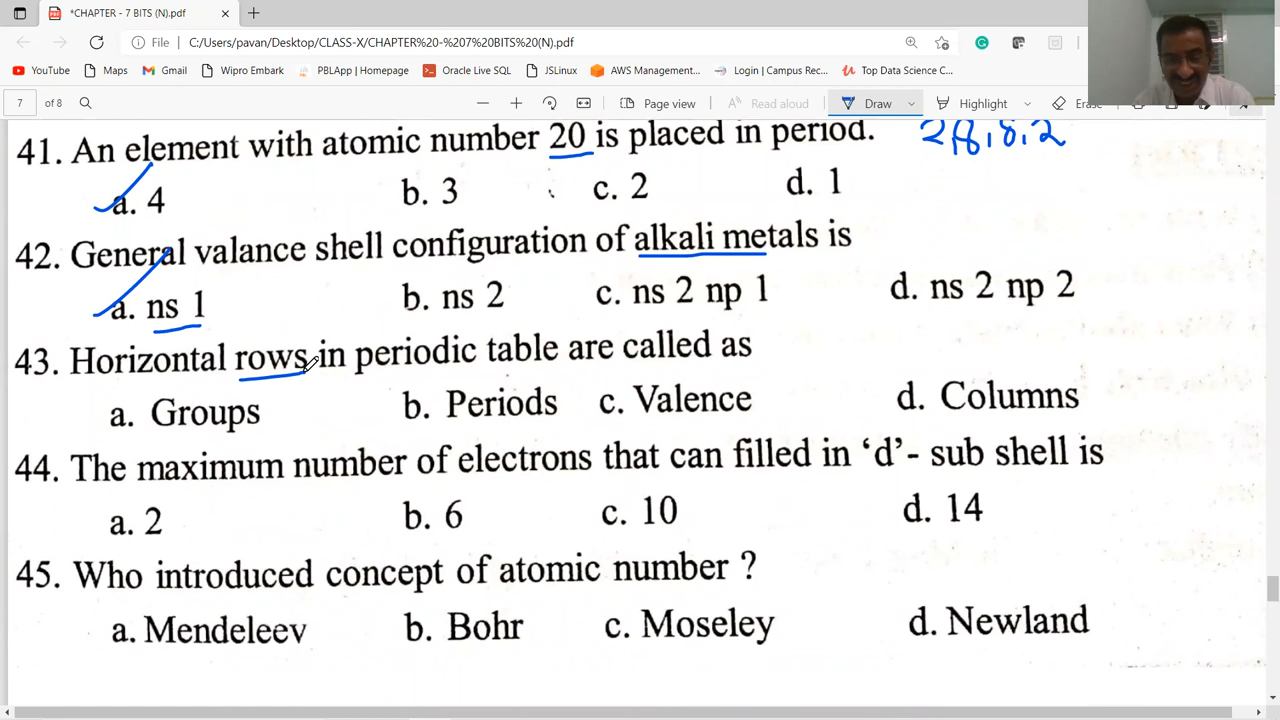 *CHAPTER - 7 BITS (N).pdf
File
C:/Users/pavan/Desktop/CLASS-X/CHAPTER%20-%207%20BITS%20(N).pdf
YouTube Maps Gmail Wipro Embark PBLApp | Homepage Oracle Live SQL JSLinux AWS Management... Login | Campus Rec... Top Data Science C...
7 of 8 Page view Read aloud Draw Highlight Erase
41. An element with atomic number 20 is placed in period. 2,8,8,2
a. 4 b. 3 c. 2 d. 1
42. General valance shell configuration of alkali metals is
a. ns 1 b. ns 2 c. ns 2 np 1 d. ns 2 np 2
43. Horizontal rows in periodic table are called as
a. Groups b. Periods c. Valence d. Columns
44. The maximum number of electrons that can filled in ‘d’- sub shell is
a. 2 b. 6 c. 10 d. 14
45. Who introduced concept of atomic number ?
a. Mendeleev b. Bohr c. Moseley d. Newland